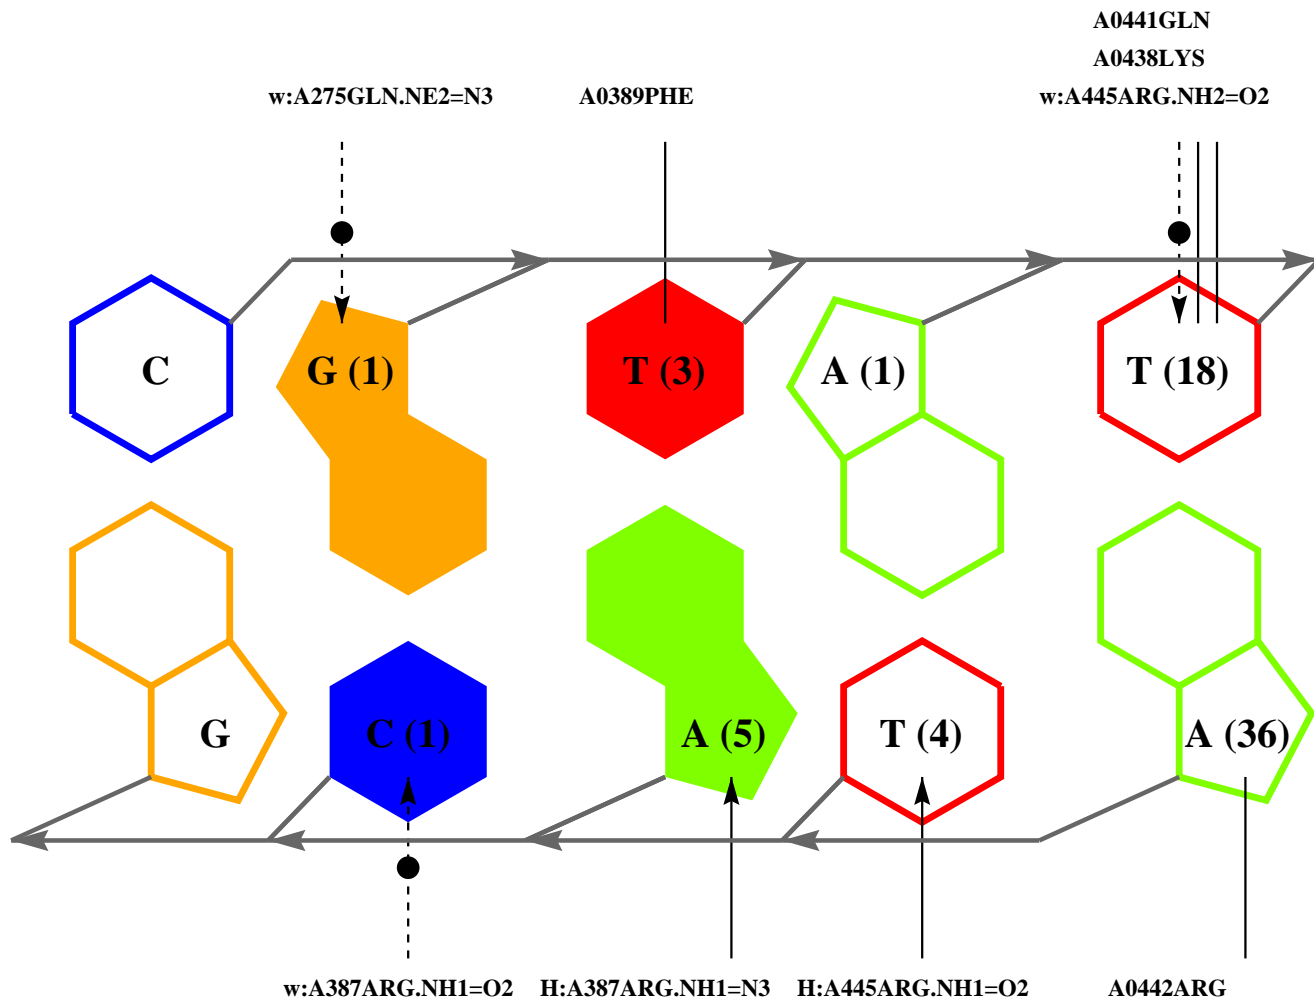 A0441GLN
A0438LYS
w:A275GLN.NE2=N3 A0389PHE w:A445ARG.NH2=O2
C G (1) T (3) A (1) T (18)
G C (1) A (5) T (4) A (36)
w:A387ARG.NH1=O2 H:A387ARG.NH1=N3 H:A445ARG.NH1=O2 A0442ARG